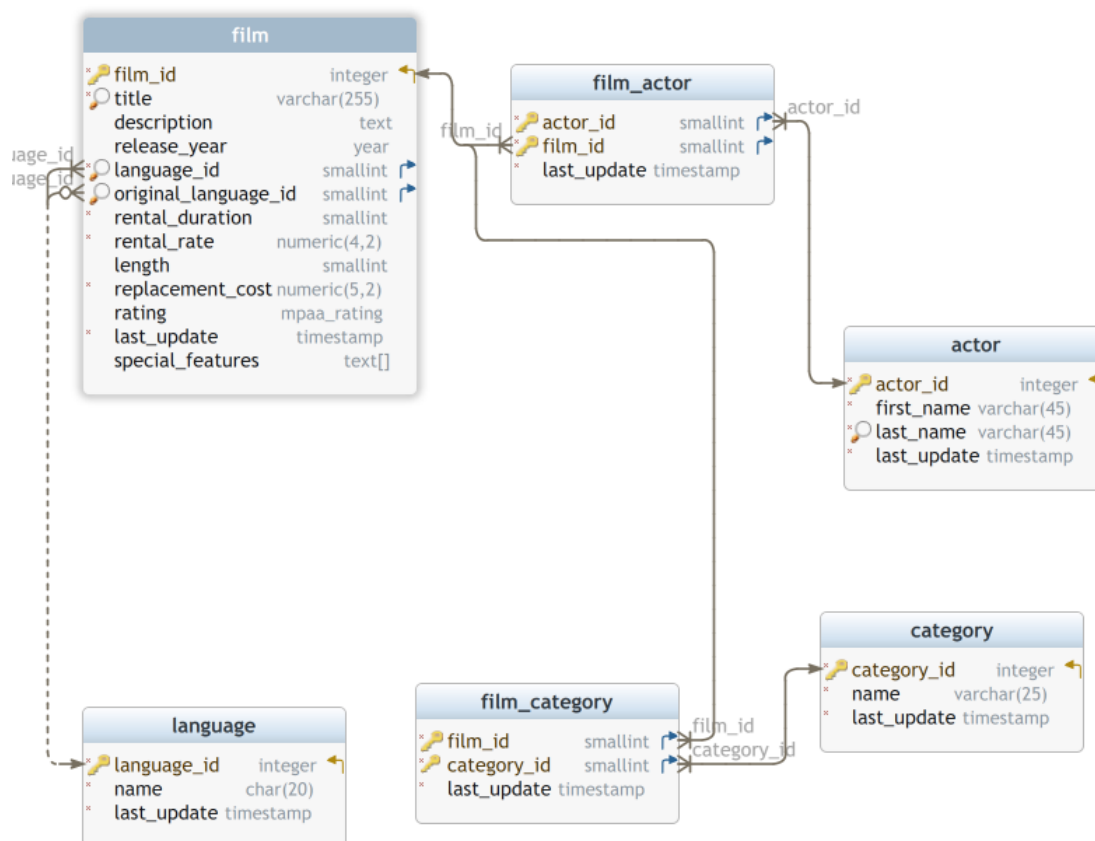 film
film_id integer
title varchar(255)
description text
release_year year
language_id smallint
original_language_id smallint
rental_duration smallint
rental_rate numeric(4,2)
length smallint
replacement_cost numeric(5,2)
rating mpaa_rating
last_update timestamp
special_features text[]
uage_id
uage_id
film_actor
actor_id smallint
film_id smallint
last_update timestamp
film_id
actor_id
actor
actor_id integer
first_name varchar(45)
last_name varchar(45)
last_update timestamp
category
category_id integer
name varchar(25)
last_update timestamp
film_category
film_id smallint
category_id smallint
last_update timestamp
film_id
category_id
language
language_id integer
name char(20)
last_update timestamp